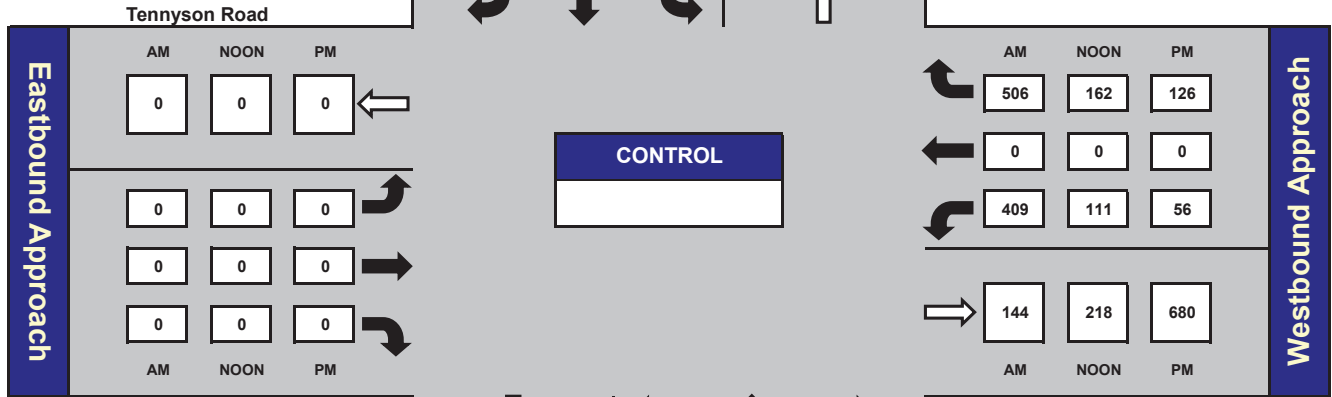 Tennyson Road
Eastbound Approach
AM NOON PM
0 0 0
0 0 0
0 0 0
0 0 0
AM NOON PM
CONTROL
AM NOON PM
506 162 126
0 0 0
409 111 56
144 218 680
AM NOON PM
Westbound Approach